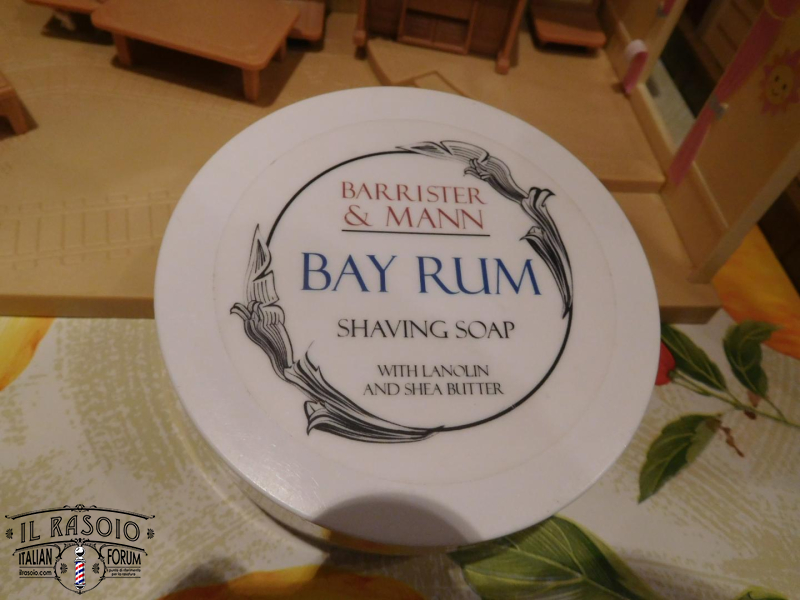 BARRISTER
& MANN
BAY RUM
SHAVING SOAP
WITH LANOLIN
AND SHEA BUTTER
IL RASOIO
ITALIAN FORUM
ilrasoio.com